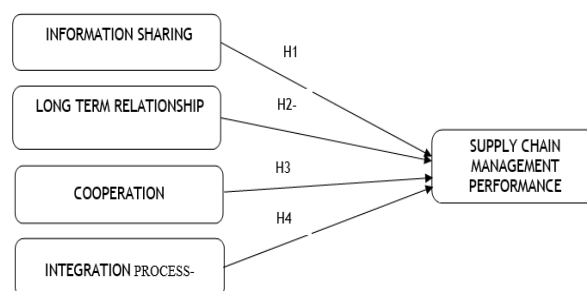 INFORMATION SHARING
H1
LONG TERM RELATIONSHIP
H2-
COOPERATION
H3
SUPPLY CHAIN
MANAGEMENT
PERFORMANCE
H4
INTEGRATION PROCESS-